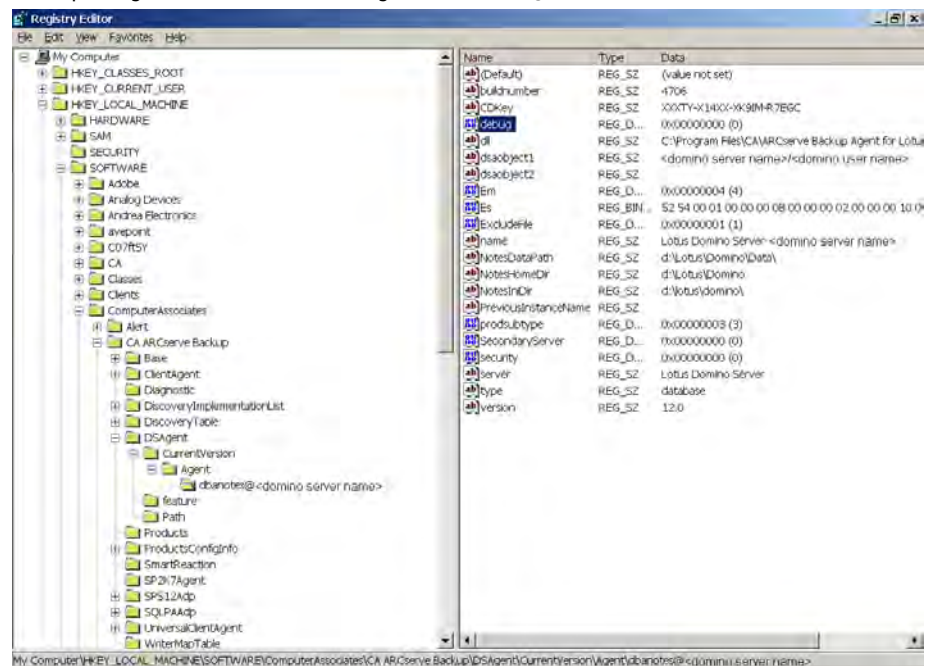 Registry Editor
File Edit View Favorites Help
My Computer
HKEY_CLASSES_ROOT
HKEY_CURRENT_USER
HKEY_LOCAL_MACHINE
HARDWARE
SAM
SECURITY
SOFTWARE
Adobe
Analog Devices
Andrea Electronics
avepoint
C07ftSY
CA
Classes
Clients
ComputerAssociates
Alert
CA ARCserve Backup
Base
ClientAgent
Diagnostic
DiscoveryImplementationList
DiscoveryTable
DSAgent
CurrentVersion
Agent
dbanotes@<domino server name>
feature
Path
Products
ProductsConfigInfo
SmartReaction
SP2K7Agent
SPS12Adp
SQLPAAdp
UniversalClientAgent
WriterMapTable
Name Type Data
(Default) REG_SZ (value not set)
buildnumber REG_SZ 4706
CDKey REG_SZ
debug REG_D... 0x00000000 (0)
dll REG_SZ C:\Program Files\CA\ARCserve Backup Agent for Lotus
dsaobject1 REG_SZ <domino server name>/<domino user name>
dsaobject2 REG_SZ
Em REG_D... 0x00000004 (4)
Es REG_BIN... 52 54 00 01 00 00 00 08 00 00 00 02 00 00 00 10 0
ExcludeFile REG_D... 0x00000001 (1)
name REG_SZ Lotus Domino Server-<domino server name>
NotesDataPath REG_SZ d:\Lotus\Domino\Data\
NotesHomeDir REG_SZ d:\Lotus\Domino
NotesIniDir REG_SZ d:\lotus\domino\
PreviousInstanceName REG_SZ
prodsubtype REG_D... 0x00000003 (3)
SecondaryServer REG_D... 0x00000000 (0)
security REG_D... 0x00000000 (0)
server REG_SZ Lotus Domino Server
type REG_SZ database
version REG_SZ 12.0
My Computer\HKEY_LOCAL_MACHINE\SOFTWARE\ComputerAssociates\CA ARCserve Backup\DSAgent\CurrentVersion\Agent\dbanotes@<domino server name>